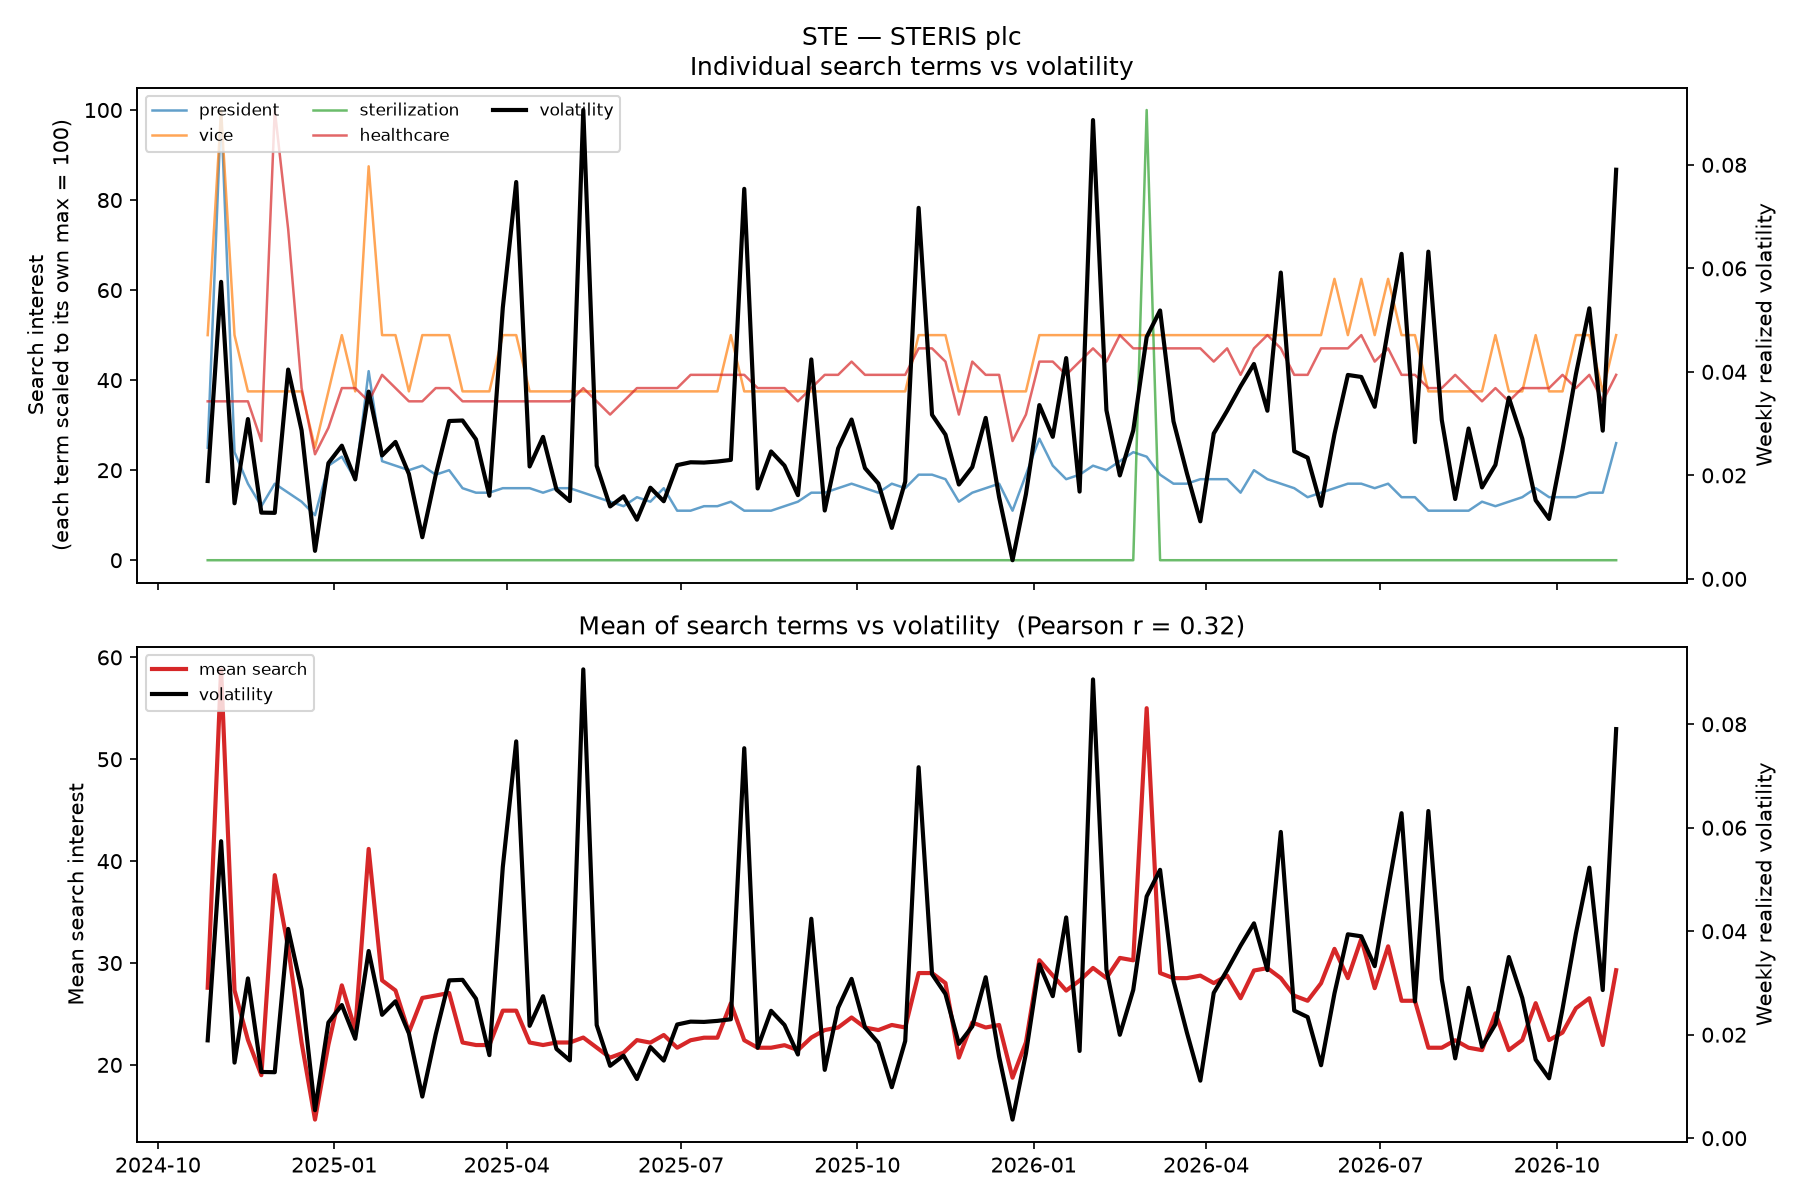 STE — STERIS plc
Individual search terms vs volatility
president
vice
sterilization
healthcare
volatility
Search interest
(each term scaled to its own max = 100)
100
80
60
40
20
0
0.08
0.06
0.04
0.02
0.00
Weekly realized volatility
Mean of search terms vs volatility (Pearson r = 0.32)
mean search
volatility
Mean search interest
60
50
40
30
20
0.08
0.06
0.04
0.02
0.00
Weekly realized volatility
2024-10
2025-01
2025-04
2025-07
2025-10
2026-01
2026-04
2026-07
2026-10